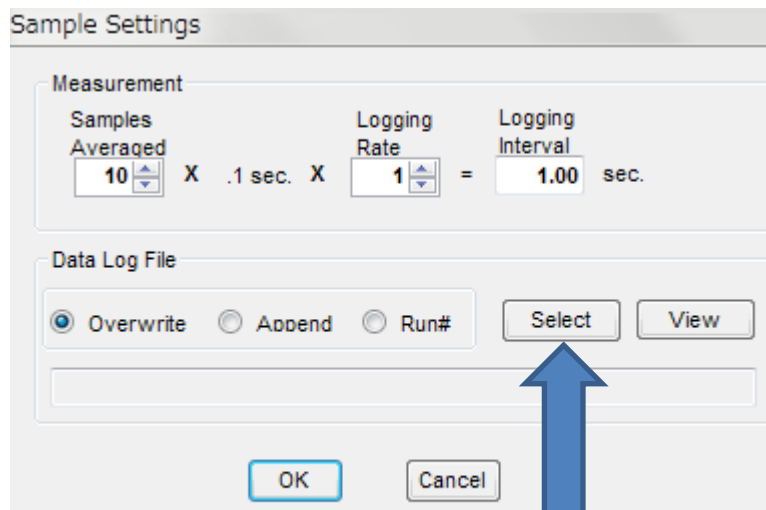 Sample Settings
Measurement
Samples Averaged
Logging Rate
Logging Interval
10 X .1 sec. X 1 = 1.00 sec.
Data Log File
Overwrite Append Run# Select View
OK Cancel